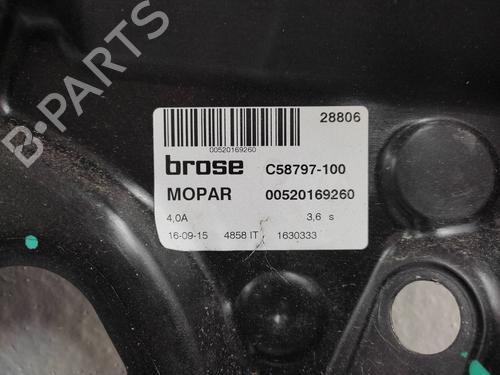 B-PARTS
28806
00520169260
brose C58797-100
MOPAR 00520169260
4,0A 3,6 s
16-09-15 4858 IT 1630333